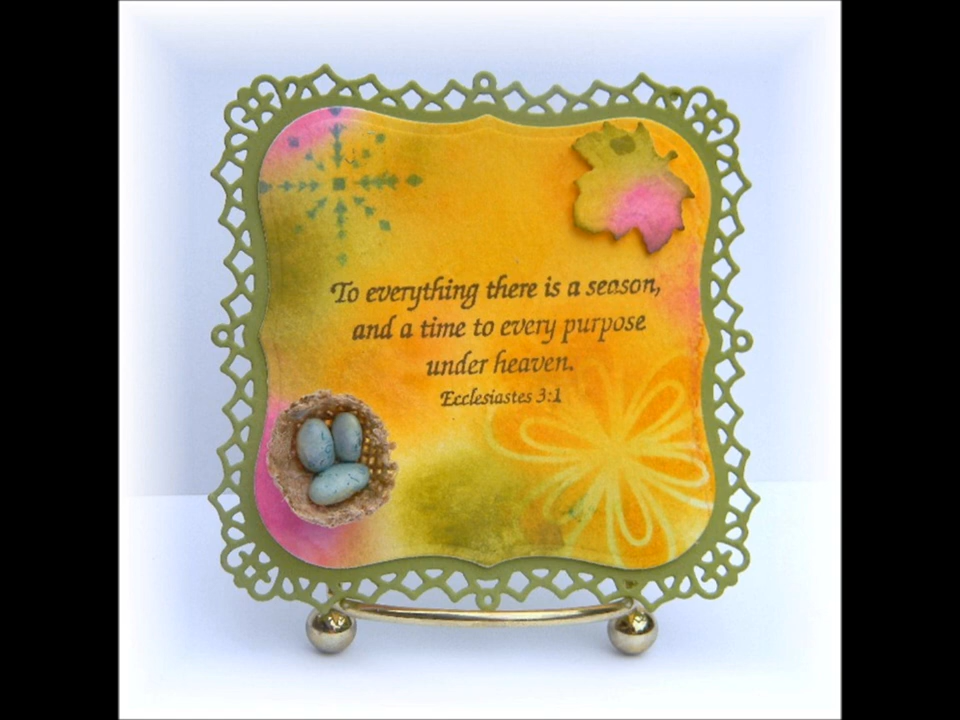 To everything there is a season,
and a time to every purpose
under heaven.
Ecclesiastes 3:1